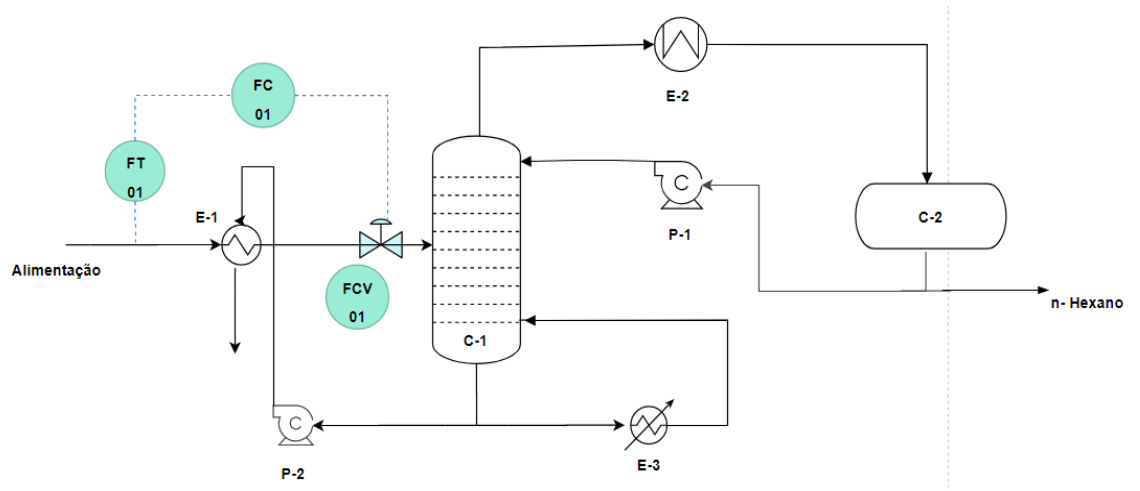 E-2
FC
01
FT
01
E-1
C
P-1
C-2
Alimentação
FCV
01
n- Hexano
C-1
C
P-2
E-3